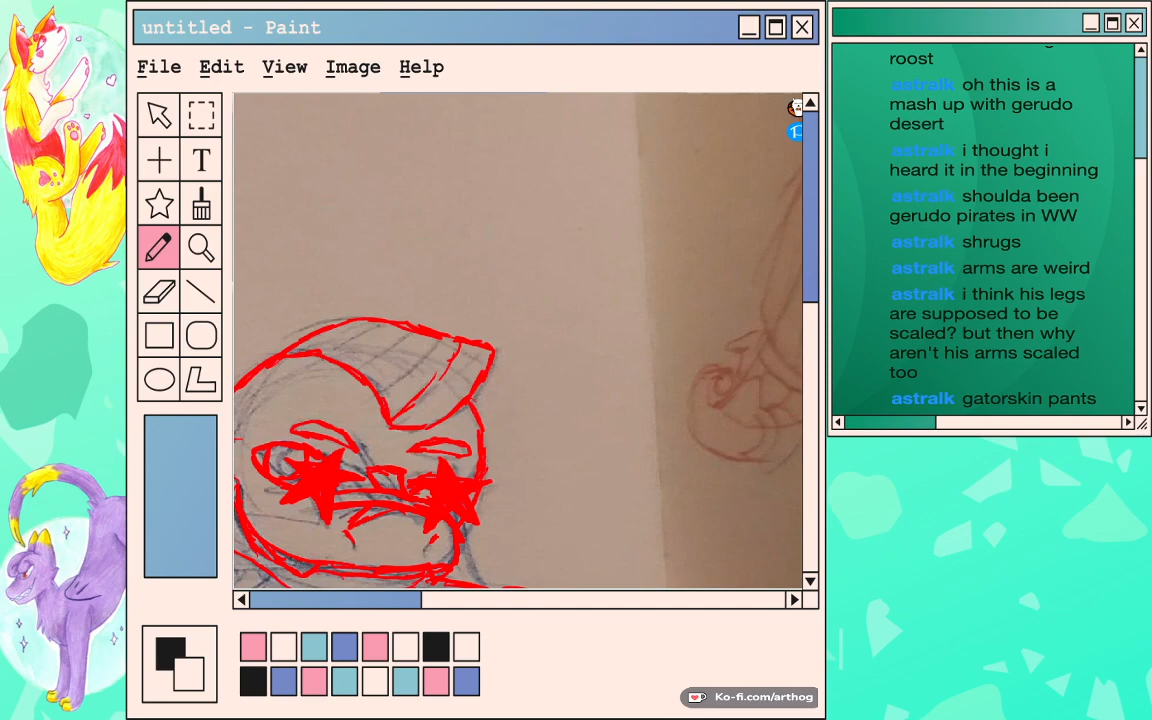 untitled - Paint
File Edit View Image Help
T
roost
astralk oh this is a
mash up with gerudo
desert
astralk i thought i
heard it in the beginning
astralk shoulda been
gerudo pirates in WW
astralk shrugs
astralk arms are weird
astralk i think his legs
are supposed to be
scaled? but then why
aren't his arms scaled
too
astralk gatorskin pants
Ko-fi.com/arthog